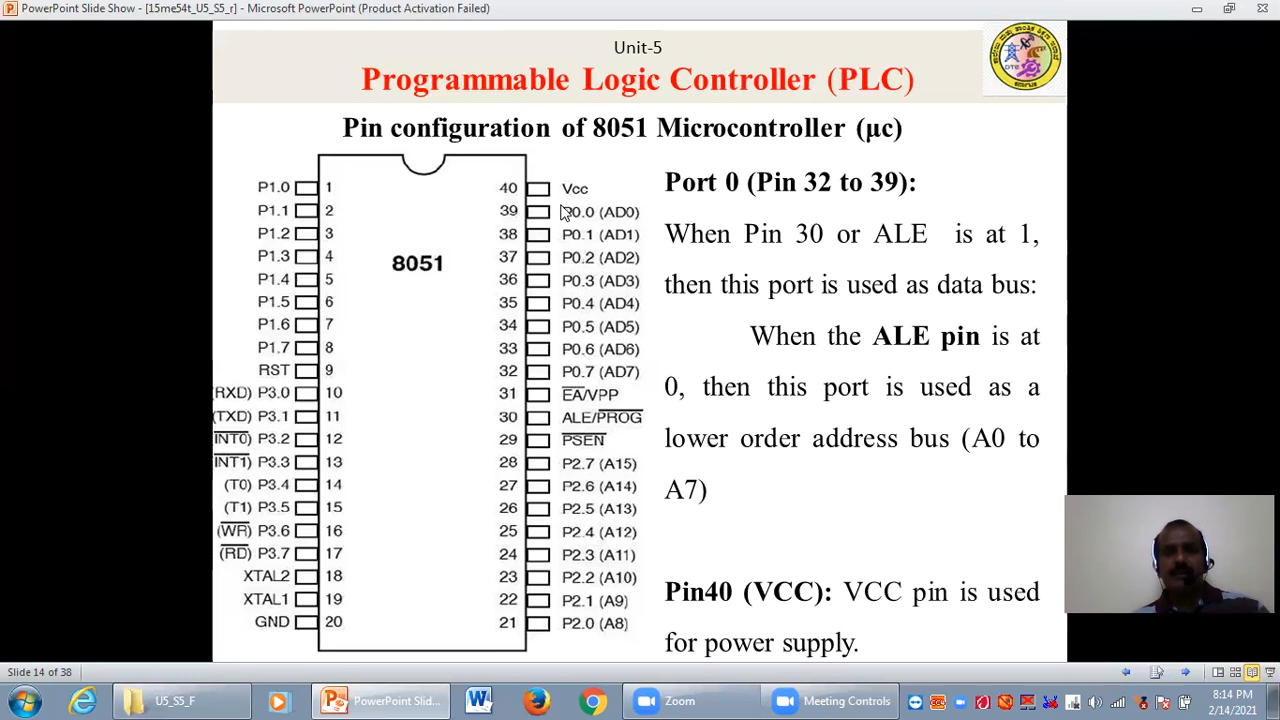 PowerPoint Slide Show - [15me54t_U5_S5_r] - Microsoft PowerPoint (Product Activation Failed)
Unit-5
Programmable Logic Controller (PLC)
DTE
Pin configuration of 8051 Microcontroller (µc)
8051
P1.0 1
P1.1 2
P1.2 3
P1.3 4
P1.4 5
P1.5 6
P1.6 7
P1.7 8
RST 9
(RXD) P3.0 10
(TXD) P3.1 11
(INT0) P3.2 12
(INT1) P3.3 13
(T0) P3.4 14
(T1) P3.5 15
(WR) P3.6 16
(RD) P3.7 17
XTAL2 18
XTAL1 19
GND 20
40 Vcc
39 P0.0 (AD0)
38 P0.1 (AD1)
37 P0.2 (AD2)
36 P0.3 (AD3)
35 P0.4 (AD4)
34 P0.5 (AD5)
33 P0.6 (AD6)
32 P0.7 (AD7)
31 EA/VPP
30 ALE/PROG
29 PSEN
28 P2.7 (A15)
27 P2.6 (A14)
26 P2.5 (A13)
25 P2.4 (A12)
24 P2.3 (A11)
23 P2.2 (A10)
22 P2.1 (A9)
21 P2.0 (A8)
Port 0 (Pin 32 to 39):
When Pin 30 or ALE is at 1,
then this port is used as data bus:
When the ALE pin is at
0, then this port is used as a
lower order address bus (A0 to
A7)
Pin40 (VCC): VCC pin is used
for power supply.
Slide 14 of 38
U5_S5_F
PowerPoint Slid...
Zoom
Meeting Controls
8:14 PM
2/14/2021